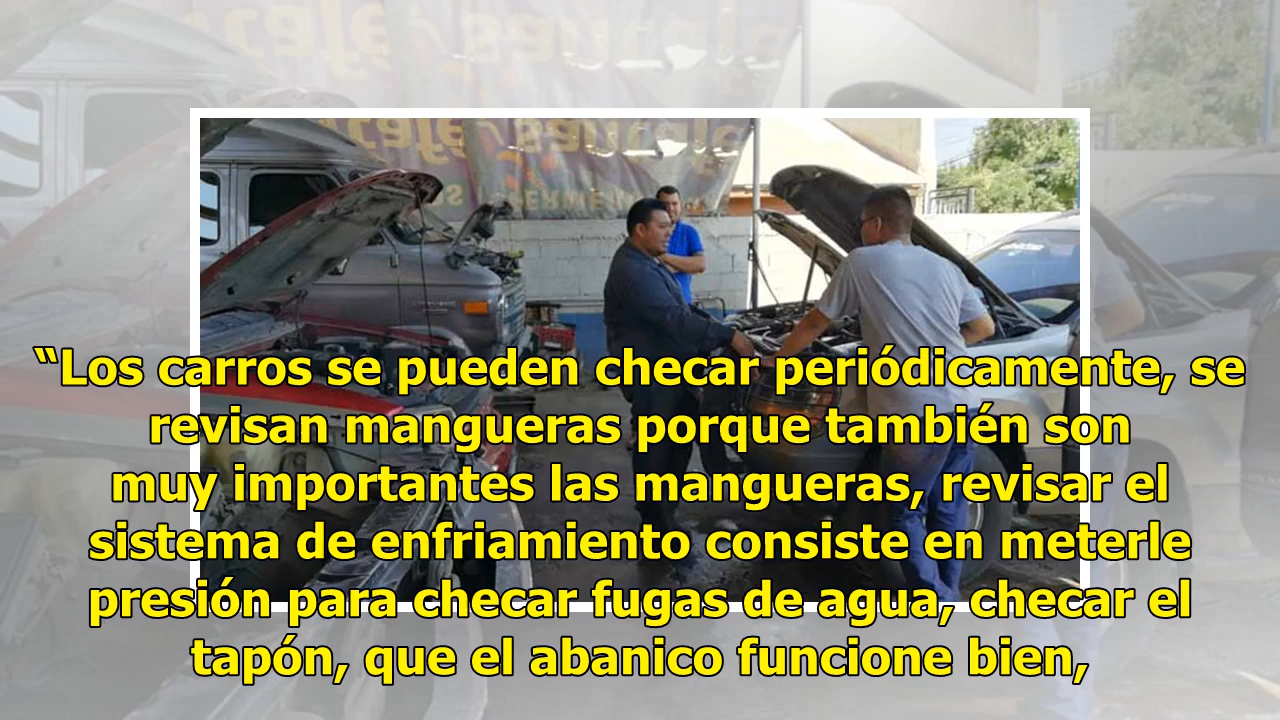 “Los carros se pueden checar periódicamente, se
revisan mangueras porque también son
muy importantes las mangueras, revisar el
sistema de enfriamiento consiste en meterle
presión para checar fugas de agua, checar el
tapón, que el abanico funcione bien,